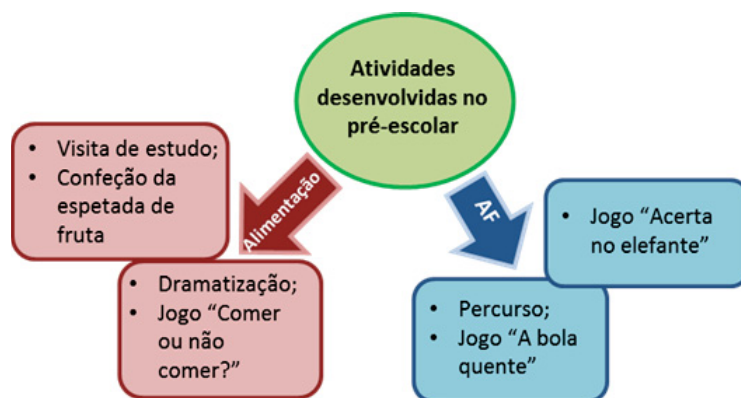 Atividades
desenvolvidas no
pré-escolar
Alimentação
AF
• Visita de estudo;
• Confeção da
espetada de
fruta
• Dramatização;
• Jogo “Comer
ou não
comer?”
• Jogo “Acerta
no elefante”
• Percurso;
• Jogo “A bola
quente”